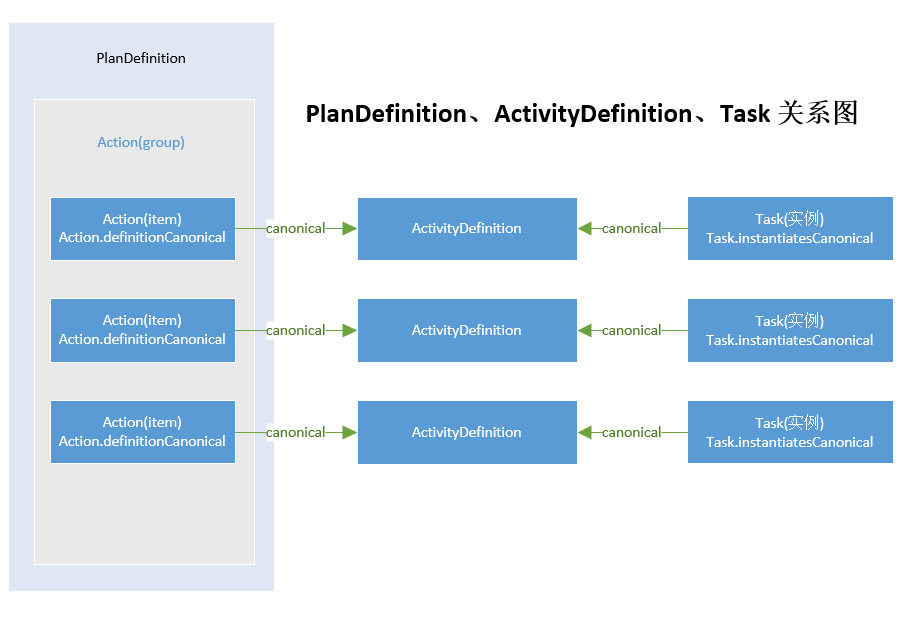 PlanDefinition
PlanDefinition、ActivityDefinition、Task 关系图
Action(group)
Action(item)
Action.definitionCanonical
canonical
ActivityDefinition
canonical
Task(实例)
Task.instantiatesCanonical
Action(item)
Action.definitionCanonical
canonical
ActivityDefinition
canonical
Task(实例)
Task.instantiatesCanonical
Action(item)
Action.definitionCanonical
canonical
ActivityDefinition
canonical
Task(实例)
Task.instantiatesCanonical